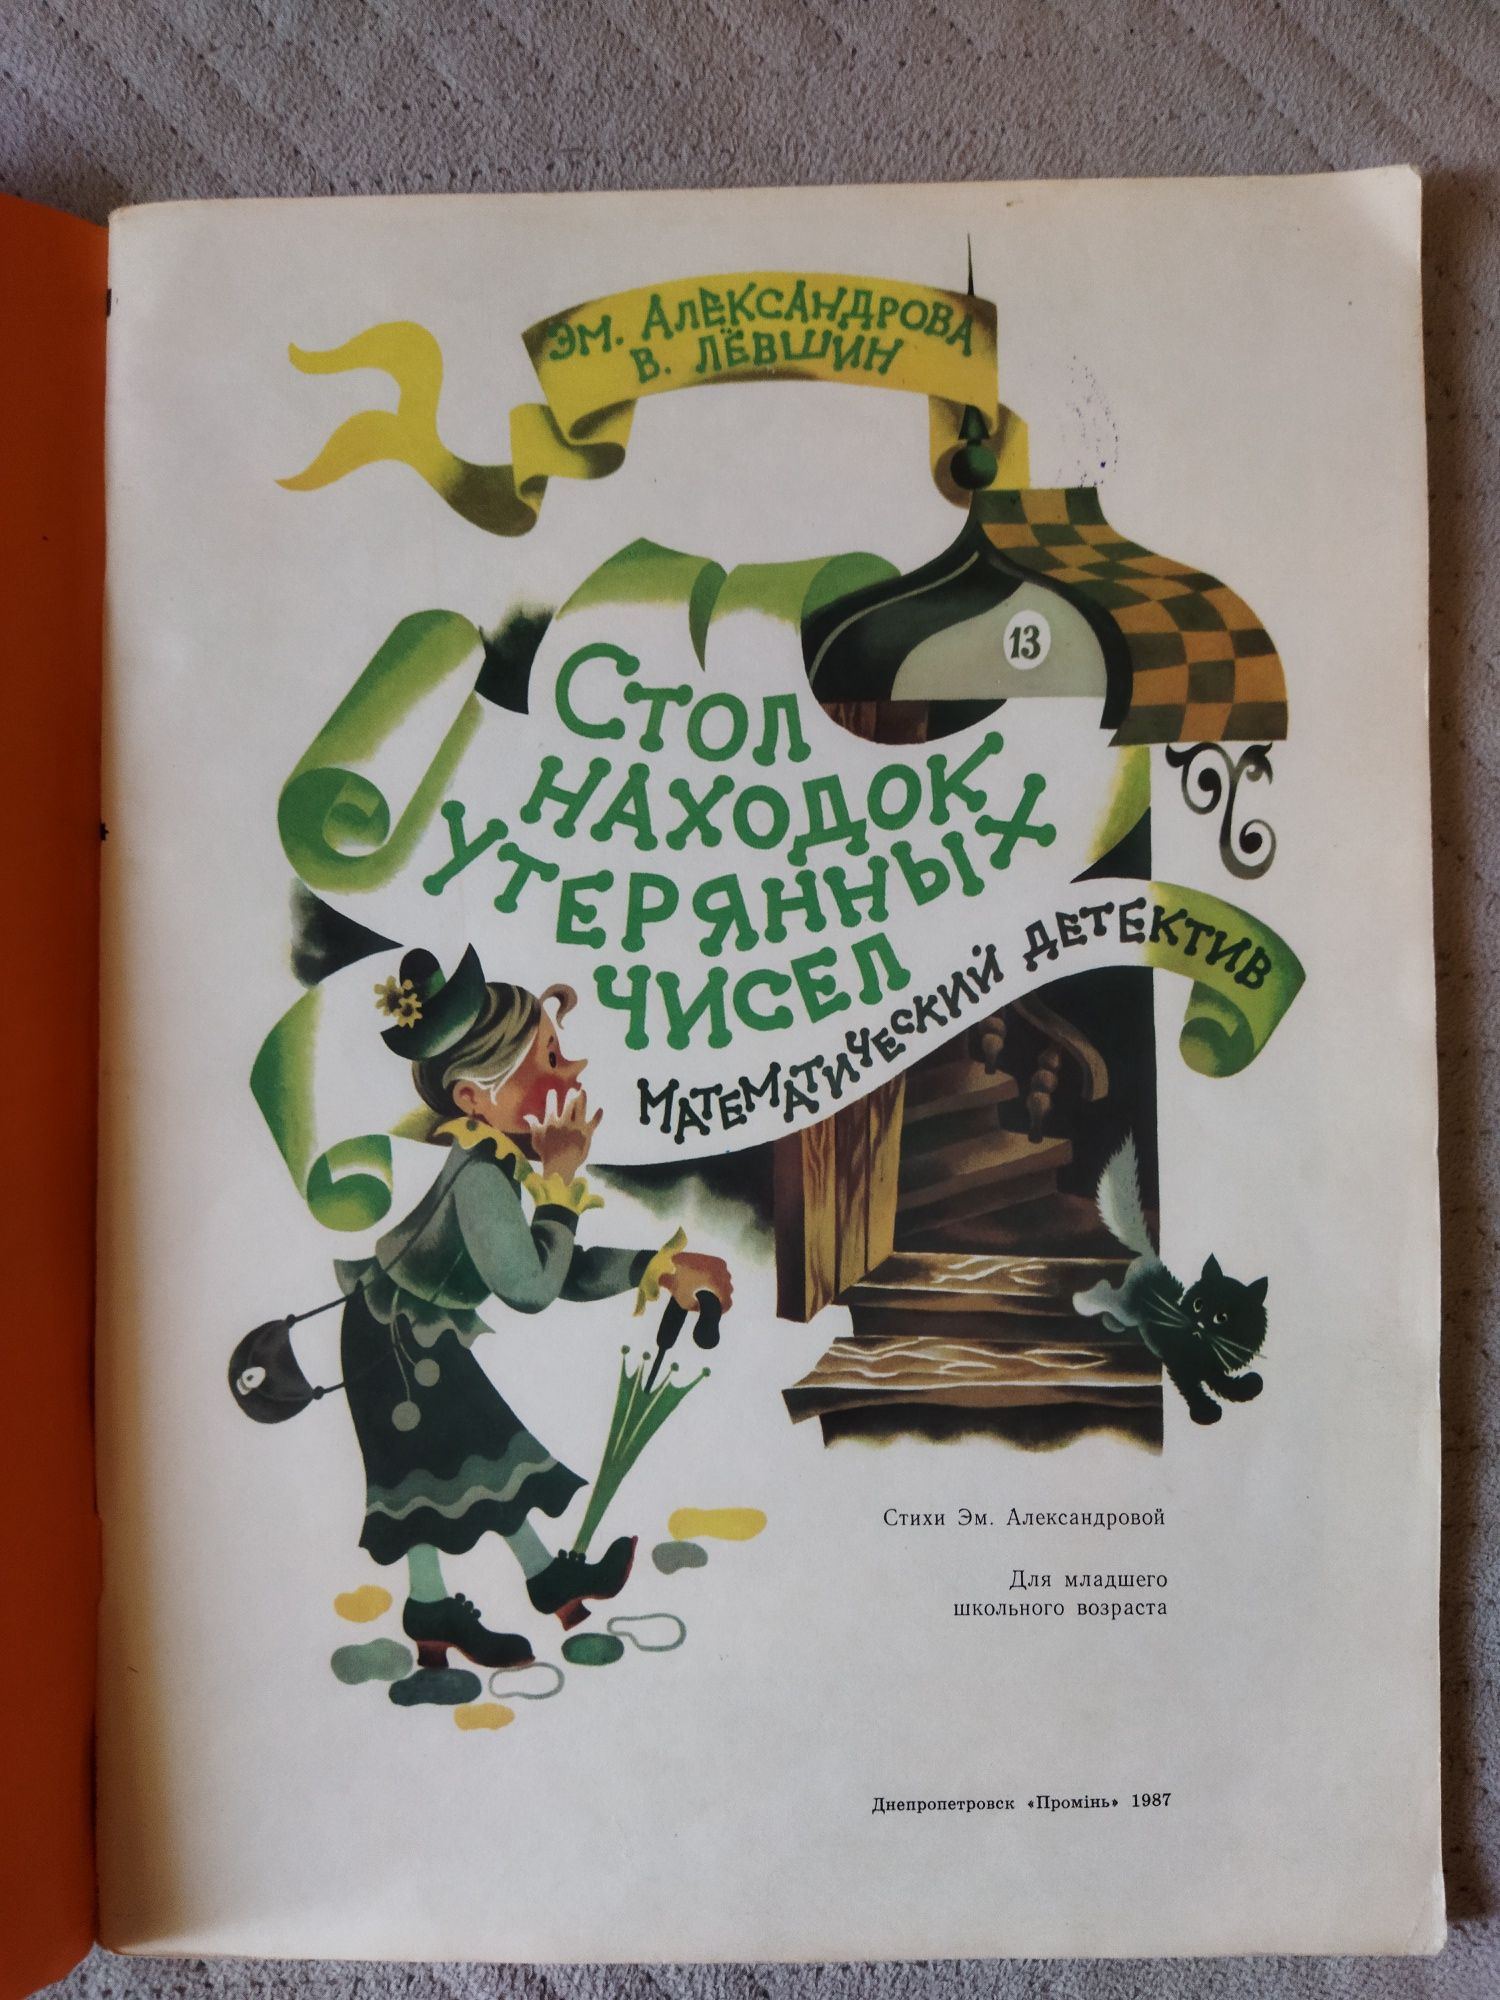 Эм. Александрова
В. Лёвшин
13
Стол
находок
утерянных
чисел
Математический детектив
Стихи Эм. Александровой
Для младшего
школьного возраста
Днепропетровск «Промінь» 1987